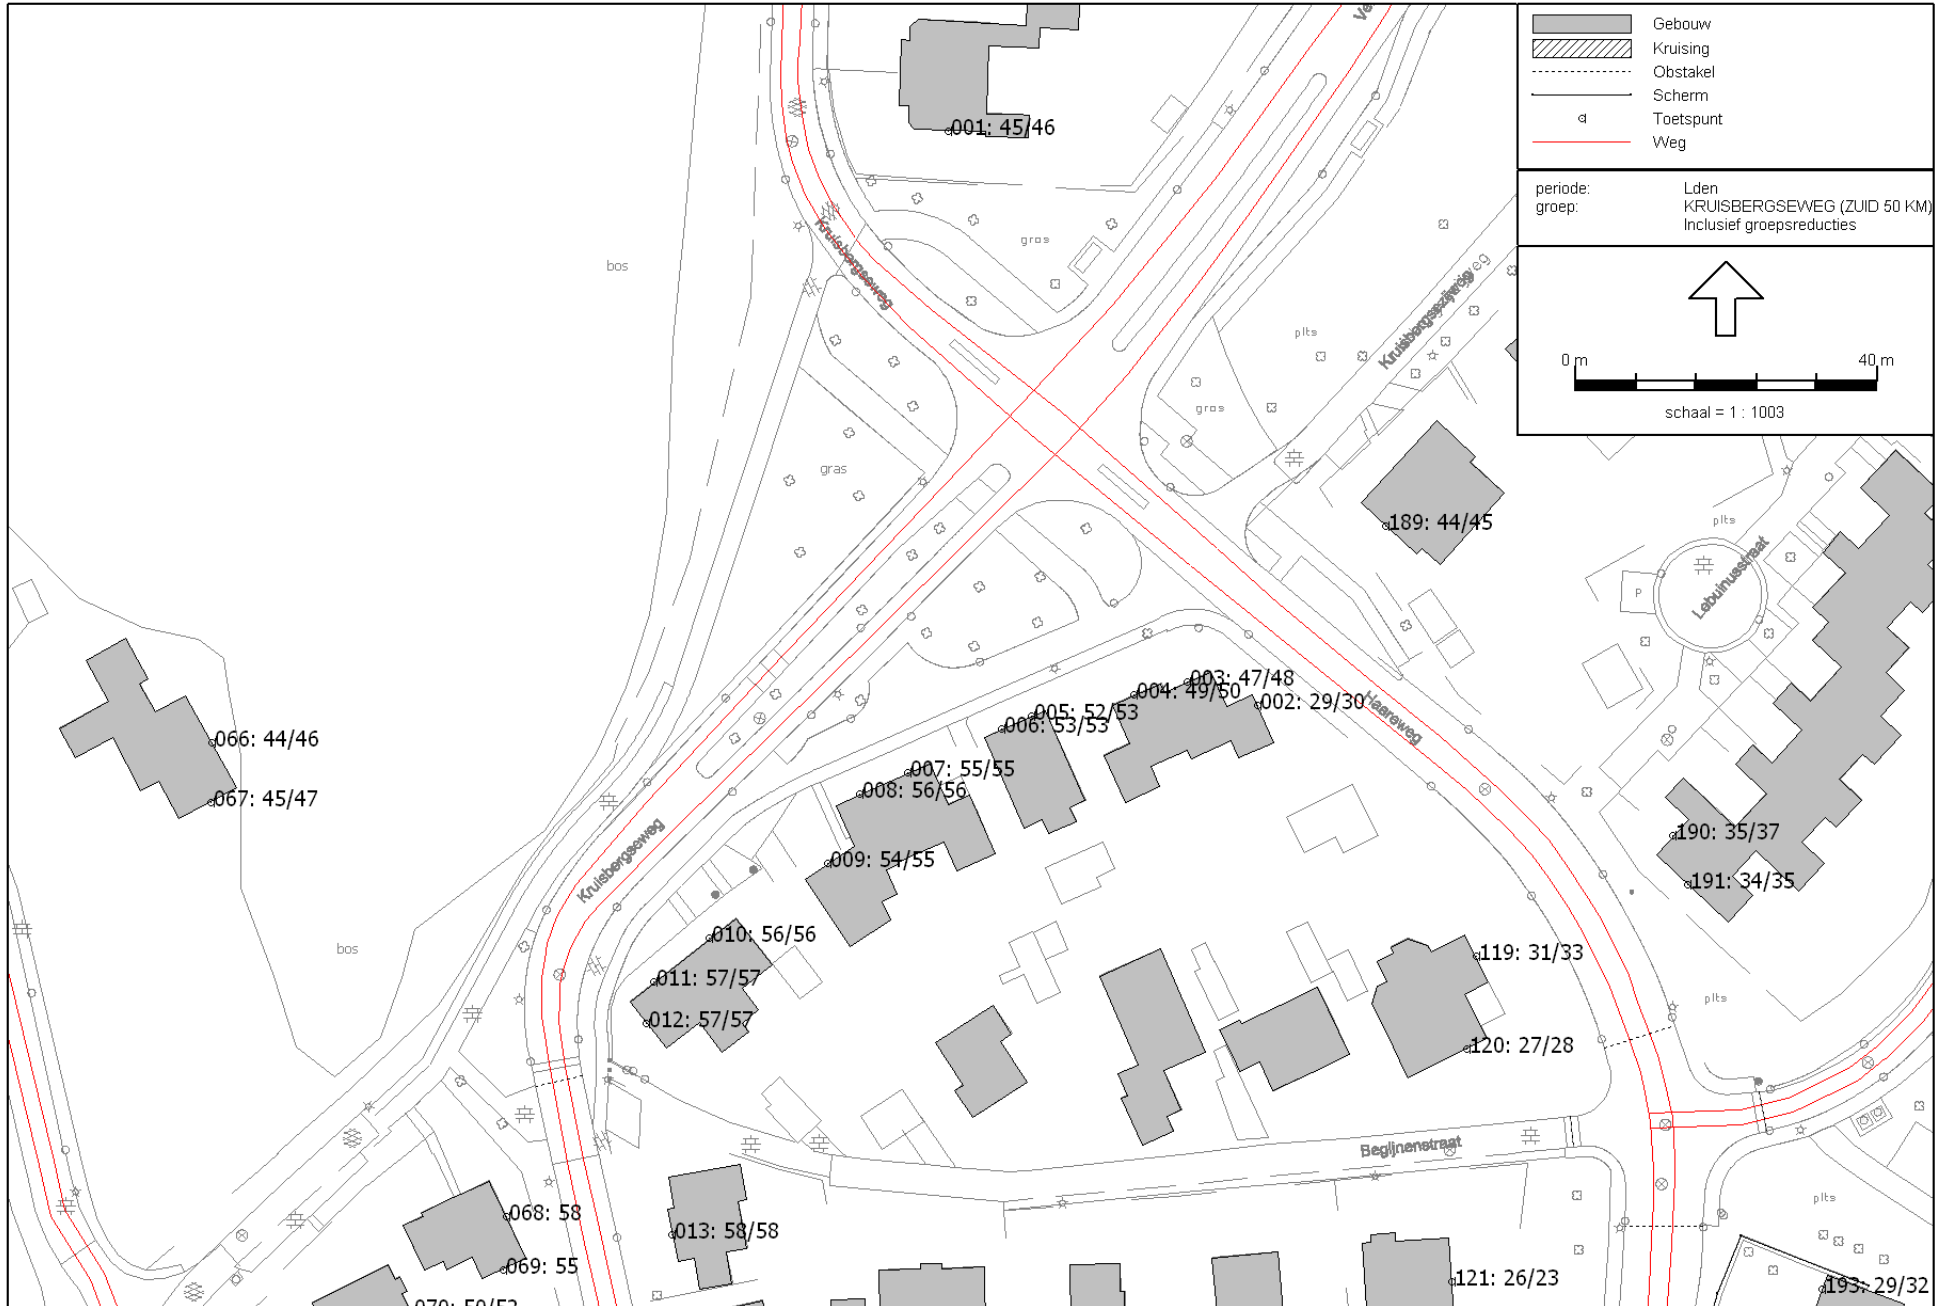 Gebouw
Kruising
Obstakel
Scherm
Toetspunt
Weg
periode: Lden
groep: KRUISBERGSEWEG (ZUID 50 KM)
Inclusief groepsreducties
0 m 40 m
schaal = 1 : 1003
001: 45/46
Kruisbergseweg
gras
bos
plts
Kruisbergsezijweg
gras
gras
189: 44/45
plts
Lebuinusstraat
P
003: 47/48
004: 49/50
002: 29/30
005: 52/53
006: 53/53
Haareweg
066: 44/46
067: 45/47
007: 55/55
008: 56/56
009: 54/55
Kruisbergseweg
190: 35/37
191: 34/35
bos
010: 56/56
011: 57/57
012: 57/57
119: 31/33
120: 27/28
plts
Begijnenstraat
plts
068: 58
069: 55
013: 58/58
121: 26/23
193: 29/32